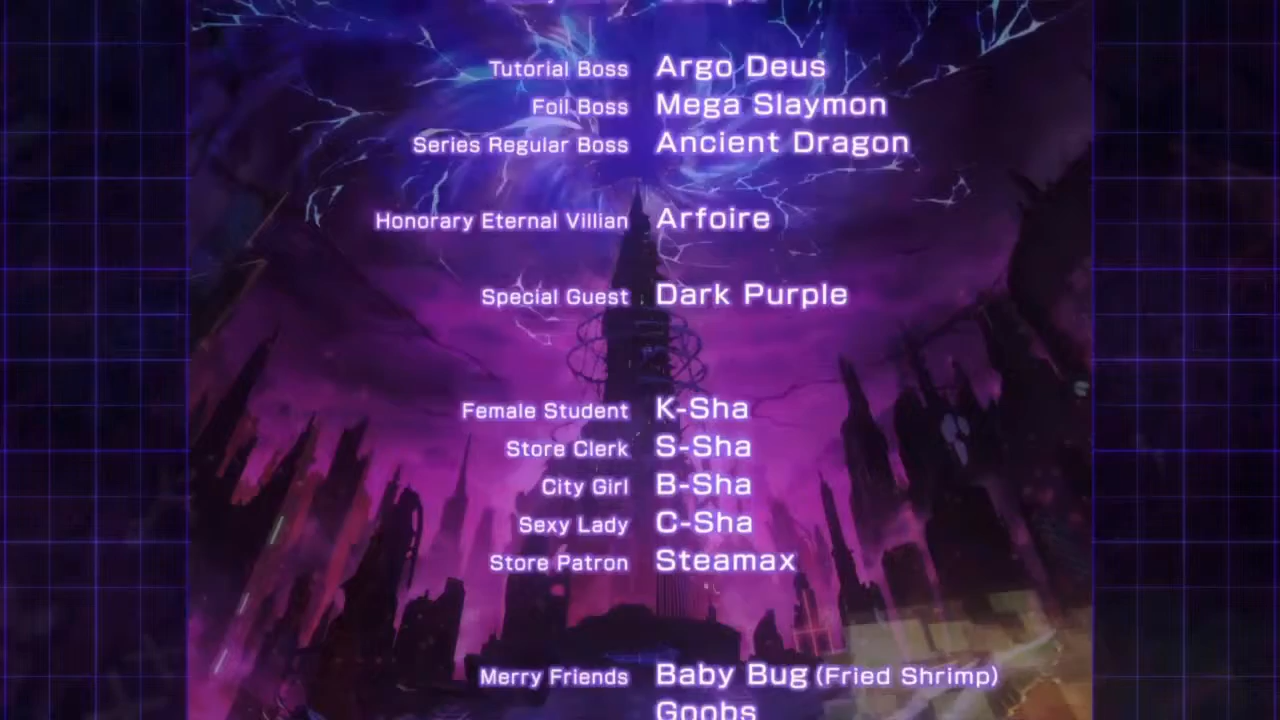 Tutorial Boss Argo Deus
Foil Boss Mega Slaymon
Series Regular Boss Ancient Dragon
Honorary Eternal Villian Arfoire
Special Guest Dark Purple
Female Student K-Sha
Store Clerk S-Sha
City Girl B-Sha
Sexy Lady C-Sha
Store Patron Steamax
Merry Friends Baby Bug (Fried Shrimp)
Goobs